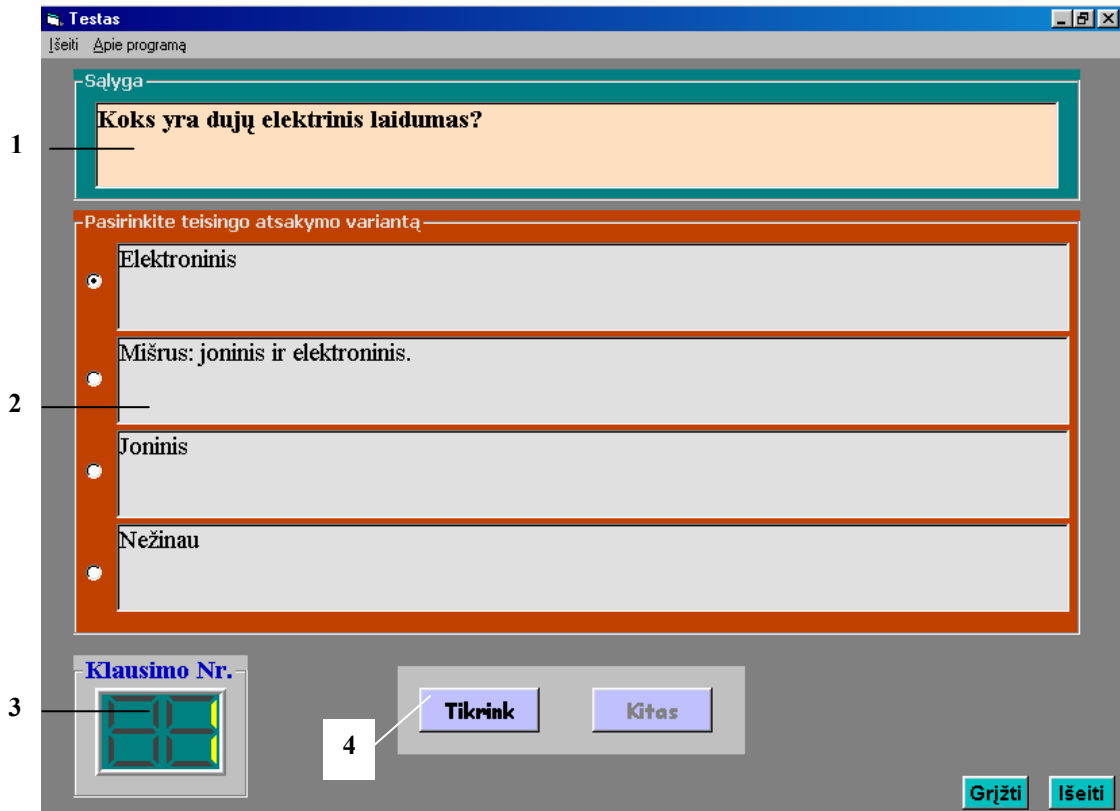 Testas
Išeiti Apie programą
Sąlyga
Koks yra dujų elektrinis laidumas?
1
Pasirinkite teisingo atsakymo variantą
Elektroninis
Mišrus: joninis ir elektroninis.
2
Joninis
Nežinau
Klausimo Nr.
3
1
Tikrink Kitas
4
Grįžti Išeiti